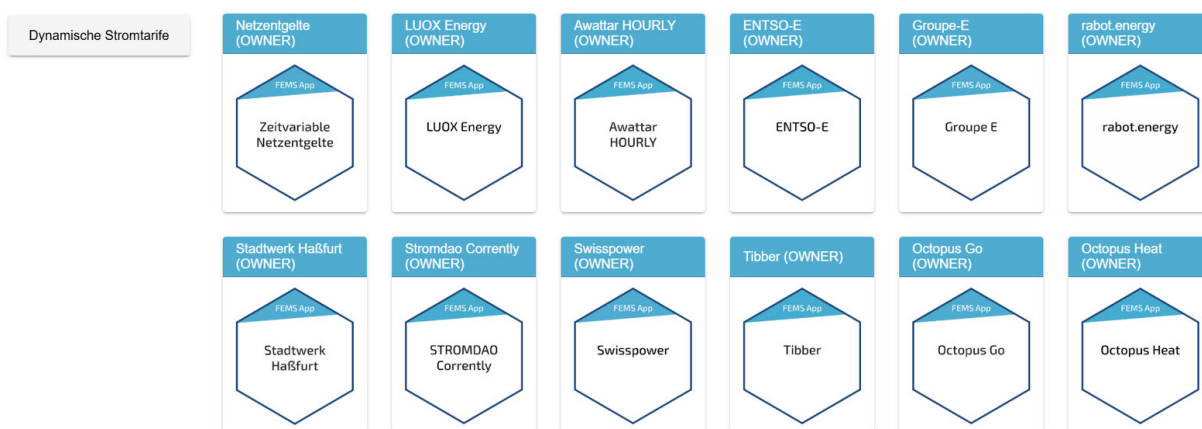 Dynamische Stromtarife
Netzentgelte
(OWNER)
FEMS App
Zeitvariable
Netzentgelte
LUOX Energy
(OWNER)
FEMS App
LUOX Energy
Awattar HOURLY
(OWNER)
FEMS App
Awattar
HOURLY
ENTSO-E
(OWNER)
FEMS App
ENTSO-E
Groupe-E
(OWNER)
FEMS App
Groupe E
rabot.energy
(OWNER)
FEMS App
rabot.energy
Stadtwerk Haßfurt
(OWNER)
FEMS App
Stadtwerk
Haßfurt
Stromdao Corrently
(OWNER)
FEMS App
STROMDAO
Corrently
Swisspower
(OWNER)
FEMS App
Swisspower
Tibber (OWNER)
FEMS App
Tibber
Octopus Go
(OWNER)
FEMS App
Octopus Go
Octopus Heat
(OWNER)
FEMS App
Octopus Heat